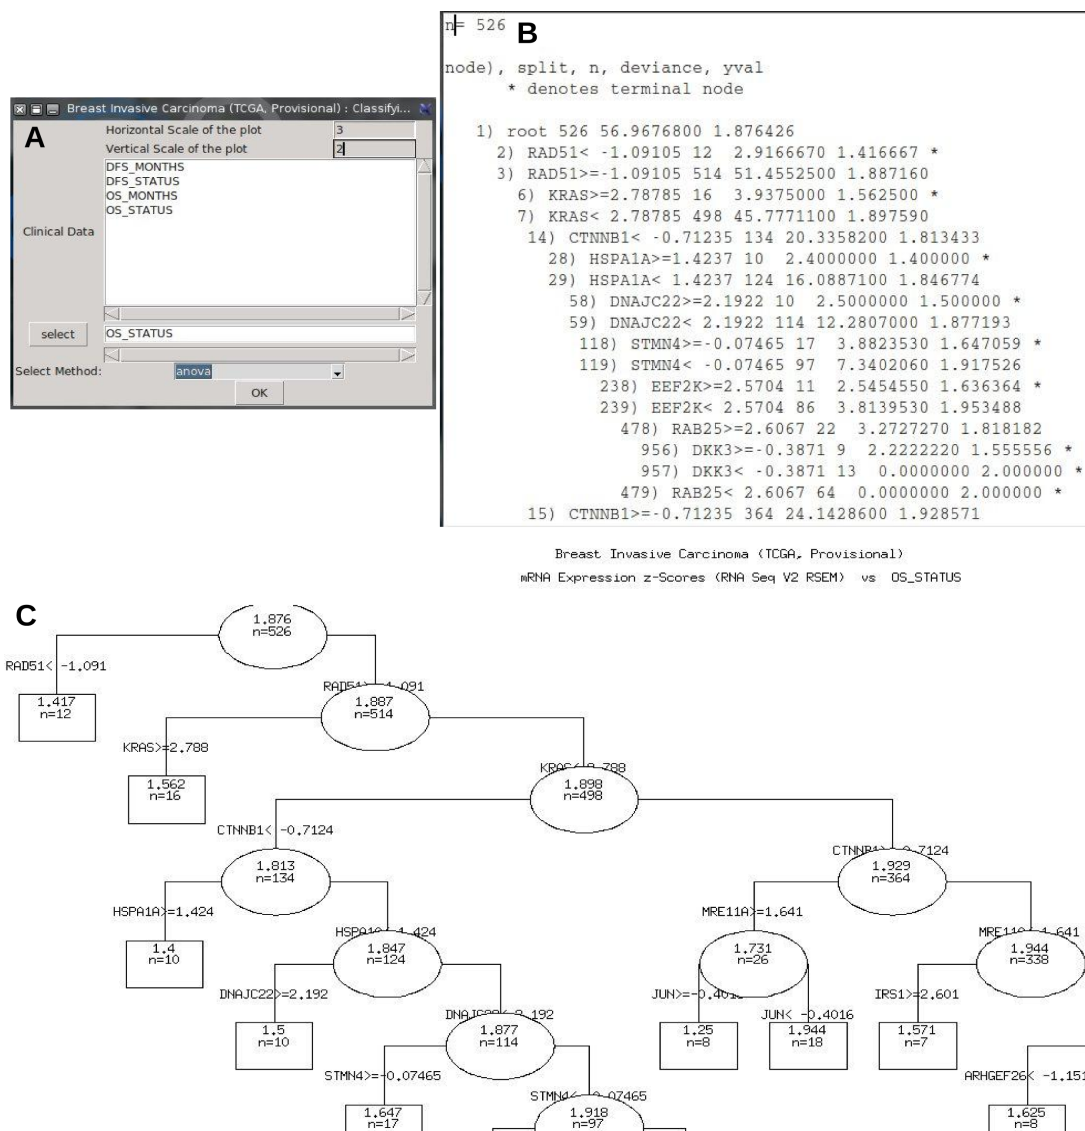 A
Breast Invasive Carcinoma (TCGA, Provisional) : Classifyi...
Horizontal Scale of the plot 3
Vertical Scale of the plot 2
DFS_MONTHS
DFS_STATUS
OS_MONTHS
OS_STATUS
Clinical Data
select OS_STATUS
Select Method: anova
OK
B
n= 526
node), split, n, deviance, yval
* denotes terminal node
1) root 526 56.9676800 1.876426
2) RAD51< -1.09105 12 2.9166670 1.416667 *
3) RAD51>=-1.09105 514 51.4552500 1.887160
6) KRAS>=2.78785 16 3.9375000 1.562500 *
7) KRAS< 2.78785 498 45.7771100 1.897590
14) CTNNB1< -0.71235 134 20.3358200 1.813433
28) HSPA1A>=1.4237 10 2.4000000 1.400000 *
29) HSPA1A< 1.4237 124 16.0887100 1.846774
58) DNAJC22>=2.1922 10 2.5000000 1.500000 *
59) DNAJC22< 2.1922 114 12.2807000 1.877193
118) STMN4>=-0.07465 17 3.8823530 1.647059 *
119) STMN4< -0.07465 97 7.3402060 1.917526
238) EEF2K>=2.5704 11 2.5454550 1.636364 *
239) EEF2K< 2.5704 86 3.8139530 1.953488
478) RAB25>=2.6067 22 3.2727270 1.818182
956) DKK3>=-0.3871 9 2.2222220 1.555556 *
957) DKK3< -0.3871 13 0.0000000 2.000000 *
479) RAB25< 2.6067 64 0.0000000 2.000000 *
15) CTNNB1>=-0.71235 364 24.1428600 1.928571
Breast Invasive Carcinoma (TCGA, Provisional)
mRNA Expression z-Scores (RNA Seq V2 RSEM) vs OS_STATUS
C
1.876
n=526
RAD51< -1.091
1.417
n=12
1.887
n=514
KRAS>=2.788
1.562
n=16
1.898
n=498
CTNNB1< -0.7124
1.813
n=134
1.929
n=364
HSPA1A>=1.424
MRE11A>=1.641
1.4
n=10
1.847
n=124
1.731
n=26
1.944
n=338
DNAJC22>=2.192
IRS1>=2.601
JUN< -0.4016
1.5
n=10
1.877
n=114
1.25
n=8
1.944
n=18
1.571
n=7
STMN4>=-0.07465
ARHGEF26< -1.151
1.647
n=17
1.918
n=97
1.625
n=8